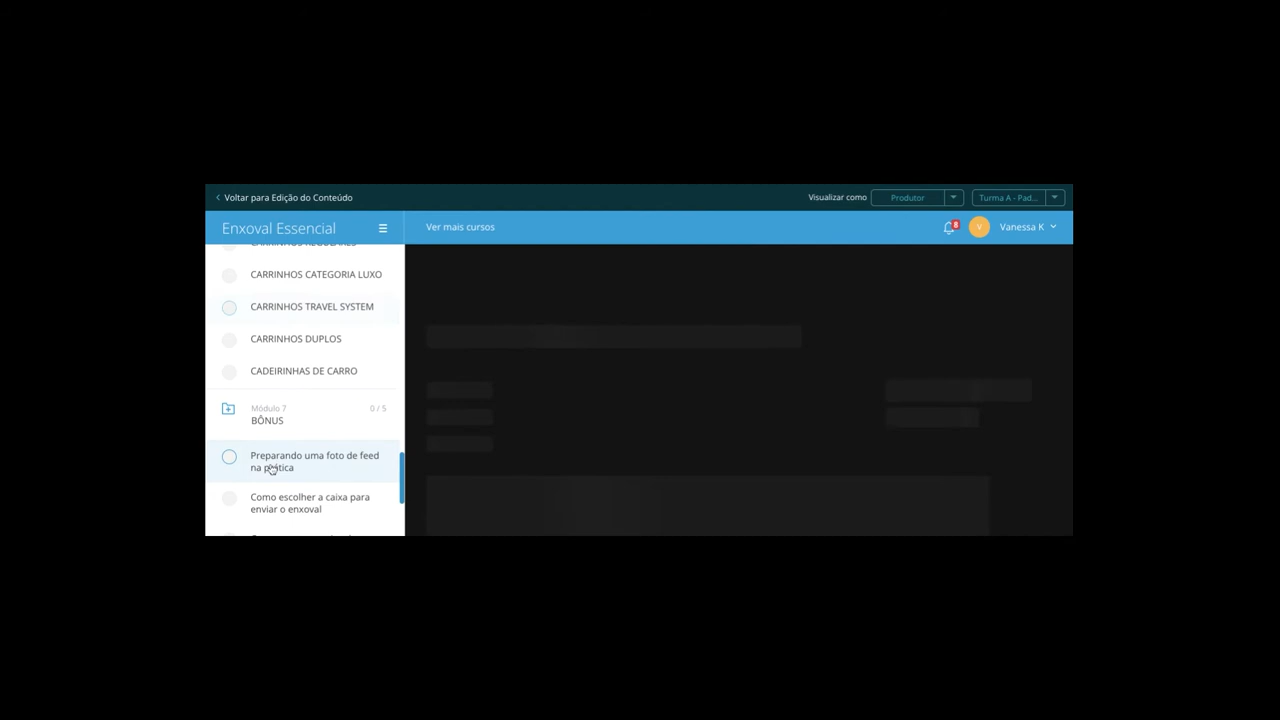 Voltar para Edição do Conteúdo
Visualizar como
Produtor
Turma A - Pad...
Enxoval Essencial
Ver mais cursos
8
V
Vanessa K
CARRINHOS REGULARES
CARRINHOS CATEGORIA LUXO
CARRINHOS TRAVEL SYSTEM
CARRINHOS DUPLOS
CADEIRINHAS DE CARRO
Módulo 7
0 / 5
BÔNUS
Preparando uma foto de feed
na prática
Como escolher a caixa para
enviar o enxoval